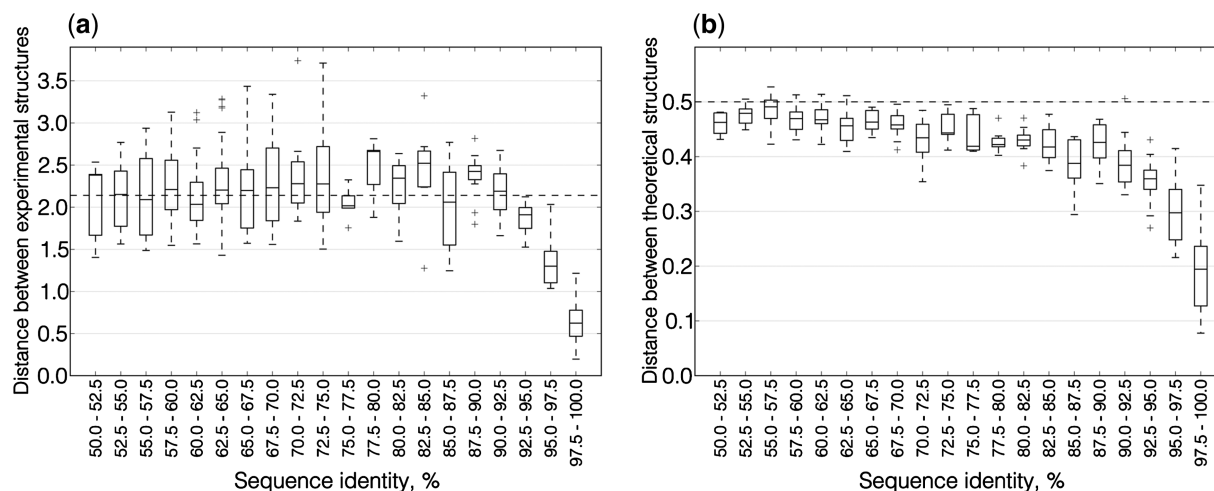 (a)
Distance between experimental structures
3.5
3.0
2.5
2.0
1.5
1.0
0.5
0.0
50.0 - 52.5
52.5 - 55.0
55.0 - 57.5
57.5 - 60.0
60.0 - 62.5
62.5 - 65.0
65.0 - 67.5
67.5 - 70.0
70.0 - 72.5
72.5 - 75.0
75.0 - 77.5
77.5 - 80.0
80.0 - 82.5
82.5 - 85.0
85.0 - 87.5
87.5 - 90.0
90.0 - 92.5
92.5 - 95.0
95.0 - 97.5
97.5 - 100.0
Sequence identity, %
(b)
Distance between theoretical structures
0.5
0.4
0.3
0.2
0.1
50.0 - 52.5
52.5 - 55.0
55.0 - 57.5
57.5 - 60.0
60.0 - 62.5
62.5 - 65.0
65.0 - 67.5
67.5 - 70.0
70.0 - 72.5
72.5 - 75.0
75.0 - 77.5
77.5 - 80.0
80.0 - 82.5
82.5 - 85.0
85.0 - 87.5
87.5 - 90.0
90.0 - 92.5
92.5 - 95.0
95.0 - 97.5
97.5 - 100.0
Sequence identity, %